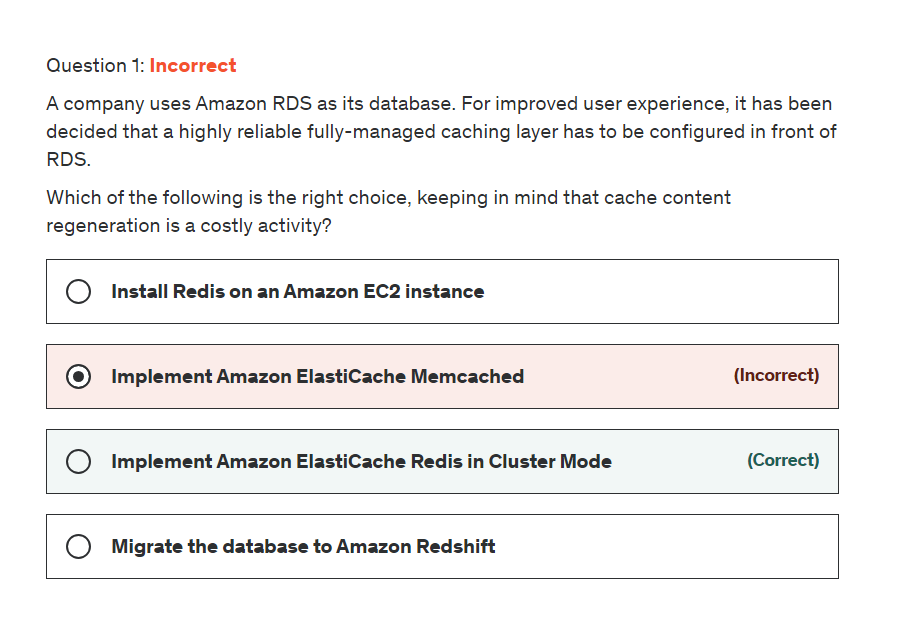 Question 1: Incorrect
A company uses Amazon RDS as its database. For improved user experience, it has been
decided that a highly reliable fully-managed caching layer has to be configured in front of
RDS.
Which of the following is the right choice, keeping in mind that cache content
regeneration is a costly activity?
Install Redis on an Amazon EC2 instance
Implement Amazon ElastiCache Memcached (Incorrect)
Implement Amazon ElastiCache Redis in Cluster Mode (Correct)
Migrate the database to Amazon Redshift